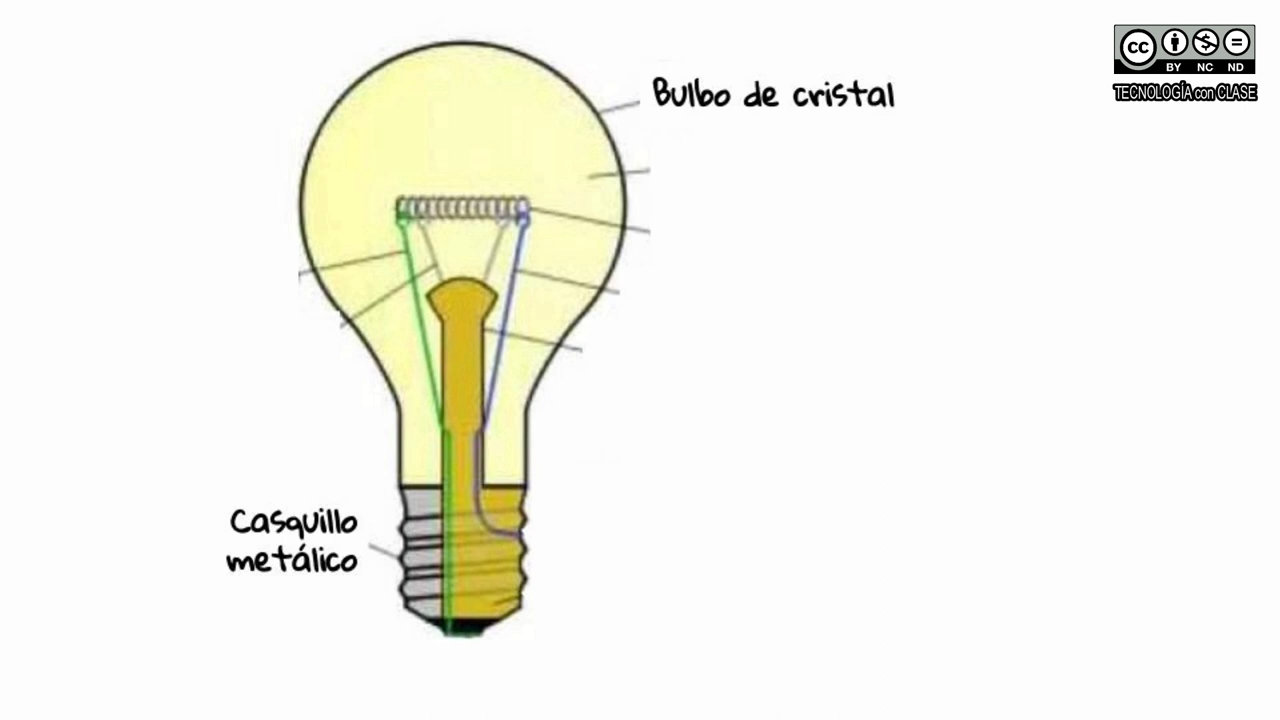 Bulbo de cristal
cc
BY NC ND
TECNOLOGÍA con CLASE
Casquillo
metálico